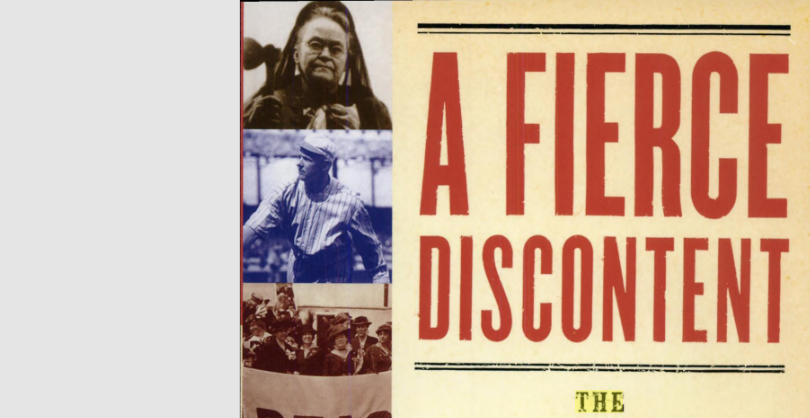 A FIERCE
DISCONTENT
THE